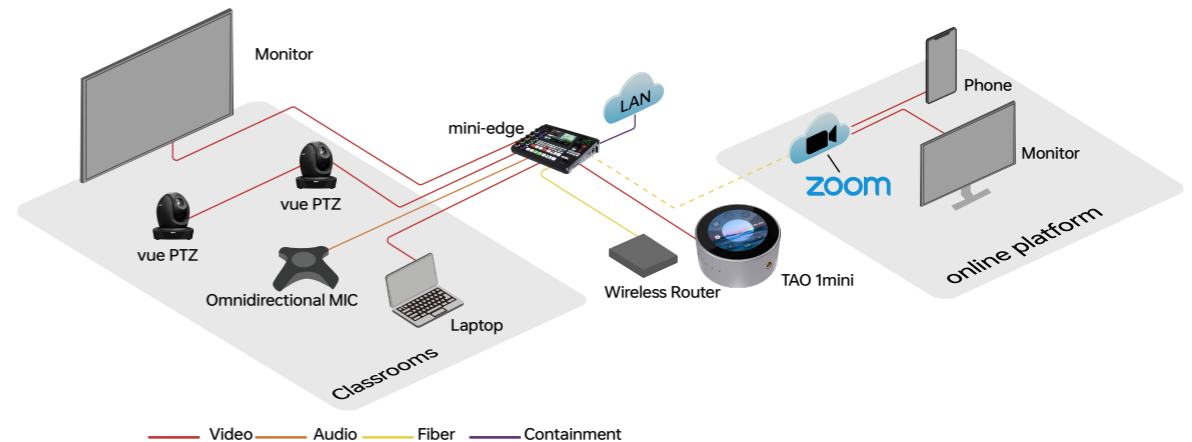 Monitor
LAN
mini-edge
Phone
Monitor
zoom
vue PTZ
vue PTZ
online platform
TAO 1mini
Wireless Router
Omnidirectional MIC
Laptop
Classrooms
Video
Audio
Fiber
Containment